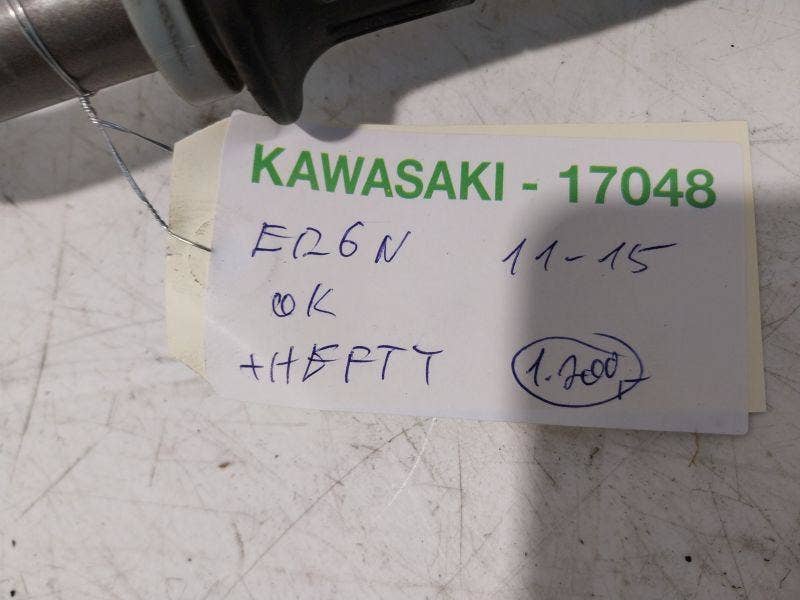 KAWASAKI - 17048
ER6N 11-15
OK
+HEFTY 1.200,-